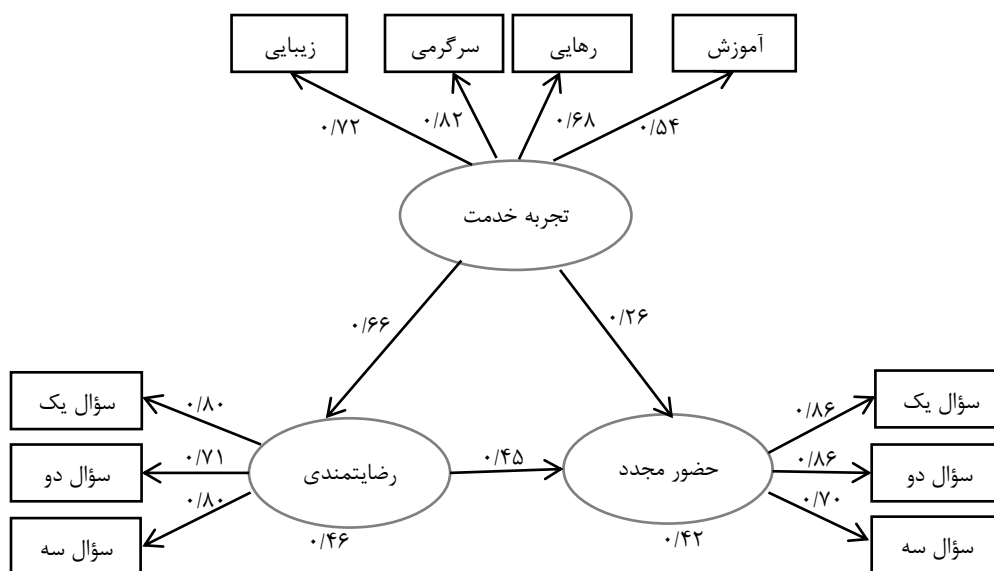 آموزش
رهایی
سرگرمی
زیبایی
۰/۵۴
۰/۶۸
۰/۸۲
۰/۷۲
تجربه خدمت
۰/۲۶
۰/۶۶
سؤال یک
۰/۸۶
۰/۸۰
سؤال یک
سؤال دو
۰/۸۶
حضور مجدد
۰/۴۵
رضایتمندی
۰/۷۱
سؤال دو
سؤال سه
۰/۷۰
۰/۴۲
۰/۸۰
۰/۴۶
سؤال سه